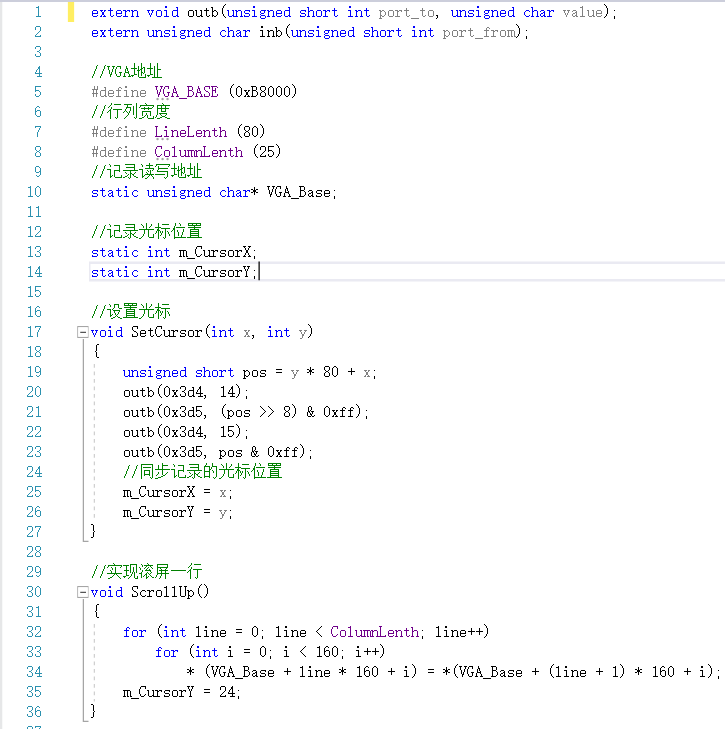 1 extern void outb(unsigned short int port_to, unsigned char value);
2 extern unsigned char inb(unsigned short int port_from);
3
4 //VGA地址
5 #define VGA_BASE (0xB8000)
6 //行列宽度
7 #define LineLenth (80)
8 #define ColumnLenth (25)
9 //记录读写地址
10 static unsigned char* VGA_Base;
11
12 //记录光标位置
13 static int m_CursorX;
14 static int m_CursorY;
15
16 //设置光标
17 void SetCursor(int x, int y)
18 {
19 unsigned short pos = y * 80 + x;
20 outb(0x3d4, 14);
21 outb(0x3d5, (pos >> 8) & 0xff);
22 outb(0x3d4, 15);
23 outb(0x3d5, pos & 0xff);
24 //同步记录的光标位置
25 m_CursorX = x;
26 m_CursorY = y;
27 }
28
29 //实现滚屏一行
30 void ScrollUp()
31 {
32 for (int line = 0; line < ColumnLenth; line++)
33 for (int i = 0; i < 160; i++)
34 * (VGA_Base + line * 160 + i) = *(VGA_Base + (line + 1) * 160 + i);
35 m_CursorY = 24;
36 }